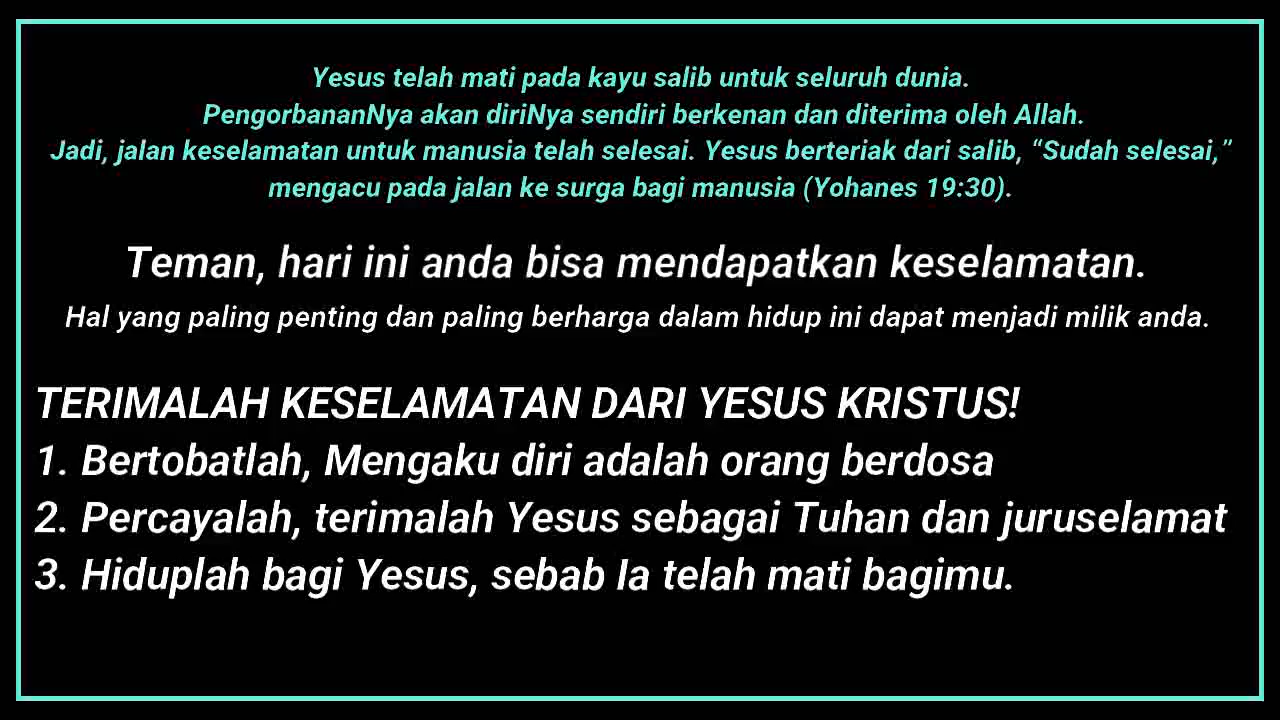 Yesus telah mati pada kayu salib untuk seluruh dunia.
PengorbananNya akan diriNya sendiri berkenan dan diterima oleh Allah.
Jadi, jalan keselamatan untuk manusia telah selesai. Yesus berteriak dari salib, “Sudah selesai,”
mengacu pada jalan ke surga bagi manusia (Yohanes 19:30).
Teman, hari ini anda bisa mendapatkan keselamatan.
Hal yang paling penting dan paling berharga dalam hidup ini dapat menjadi milik anda.
TERIMALAH KESELAMATAN DARI YESUS KRISTUS!
1. Bertobatlah, Mengaku diri adalah orang berdosa
2. Percayalah, terimalah Yesus sebagai Tuhan dan juruselamat
3. Hiduplah bagi Yesus, sebab Ia telah mati bagimu.